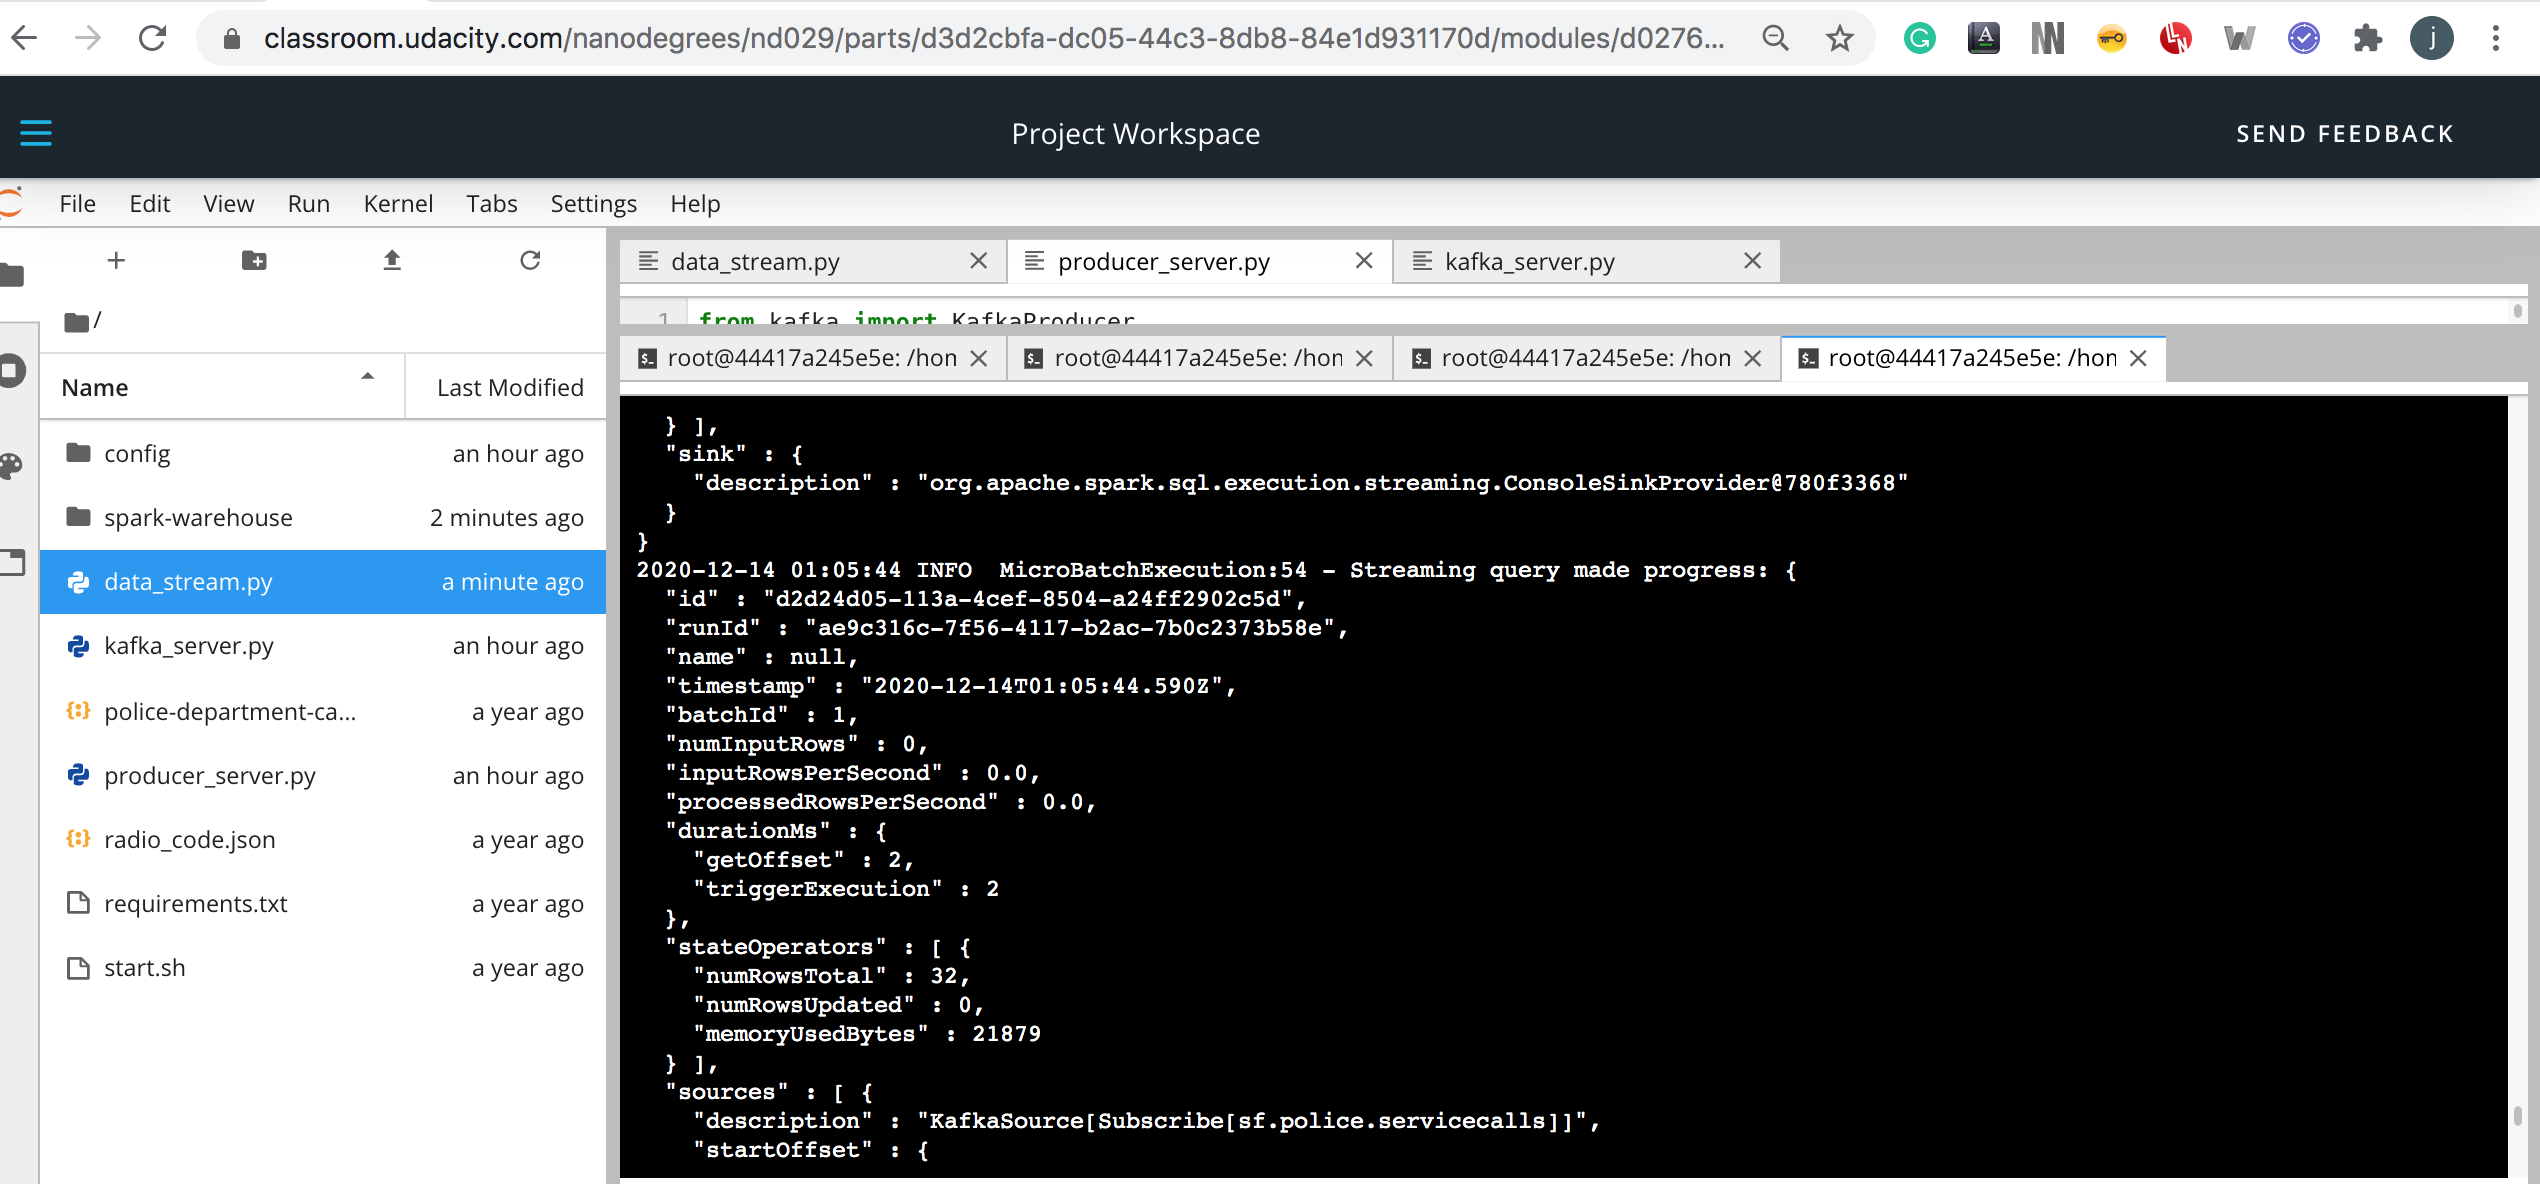 classroom.udacity.com/nanodegrees/nd029/parts/d3d2cbfa-dc05-44c3-8db8-84e1d931170d/modules/d0276...
j
Project Workspace
SEND FEEDBACK
File Edit View Run Kernel Tabs Settings Help
data_stream.py
producer_server.py
kafka_server.py
/
1 from kafka import KafkaProducer
root@44417a245e5e: /hon
root@44417a245e5e: /hon
root@44417a245e5e: /hon
root@44417a245e5e: /hon
Name Last Modified
config an hour ago
spark-warehouse 2 minutes ago
data_stream.py a minute ago
kafka_server.py an hour ago
police-department-ca... a year ago
producer_server.py an hour ago
radio_code.json a year ago
requirements.txt a year ago
start.sh a year ago
} ],
"sink" : {
"description" : "org.apache.spark.sql.execution.streaming.ConsoleSinkProvider@780f3368"
}
}
2020-12-14 01:05:44 INFO  MicroBatchExecution:54 - Streaming query made progress: {
"id" : "d2d24d05-113a-4cef-8504-a24ff2902c5d",
"runId" : "ae9c316c-7f56-4117-b2ac-7b0c2373b58e",
"name" : null,
"timestamp" : "2020-12-14T01:05:44.590Z",
"batchId" : 1,
"numInputRows" : 0,
"inputRowsPerSecond" : 0.0,
"processedRowsPerSecond" : 0.0,
"durationMs" : {
"getOffset" : 2,
"triggerExecution" : 2
},
"stateOperators" : [ {
"numRowsTotal" : 32,
"numRowsUpdated" : 0,
"memoryUsedBytes" : 21879
} ],
"sources" : [ {
"description" : "KafkaSource[Subscribe[sf.police.servicecalls]]",
"startOffset" : {